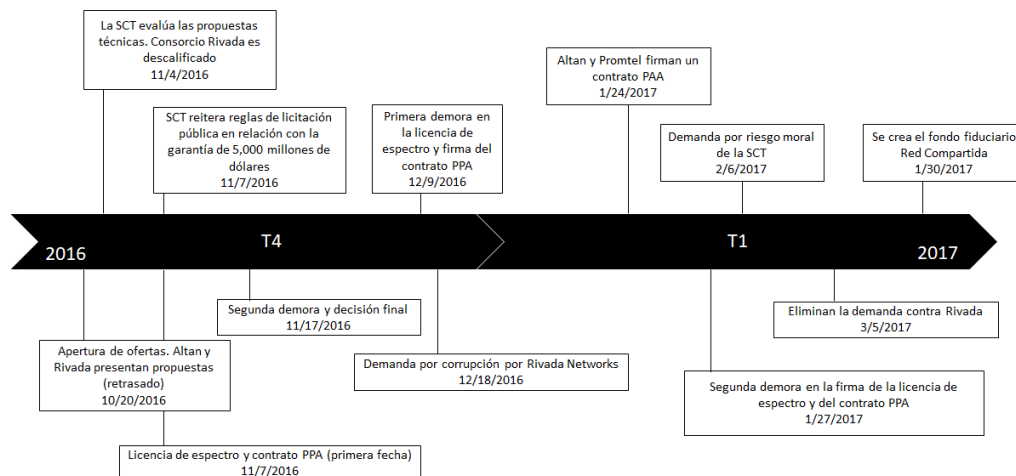 La SCT evalúa las propuestas
técnicas. Consorcio Rivada es
descalificado
11/4/2016
SCT reitera reglas de licitación
pública en relación con la
garantía de 5,000 millones de
dólares
11/7/2016
Primera demora en
la licencia de
espectro y firma del
contrato PPA
12/9/2016
Altan y Promtel firman un
contrato PAA
1/24/2017
Demanda por riesgo moral
de la SCT
2/6/2017
Se crea el fondo fiduciario
Red Compartida
1/30/2017
2016
T4
T1
2017
Segunda demora y decisión final
11/17/2016
Apertura de ofertas. Altan y
Rivada presentan propuestas
(retrasado)
10/20/2016
Licencia de espectro y contrato PPA (primera fecha)
11/7/2016
Demanda por corrupción por Rivada Networks
12/18/2016
Eliminan la demanda contra Rivada
3/5/2017
Segunda demora en la firma de la licencia de
espectro y del contrato PPA
1/27/2017